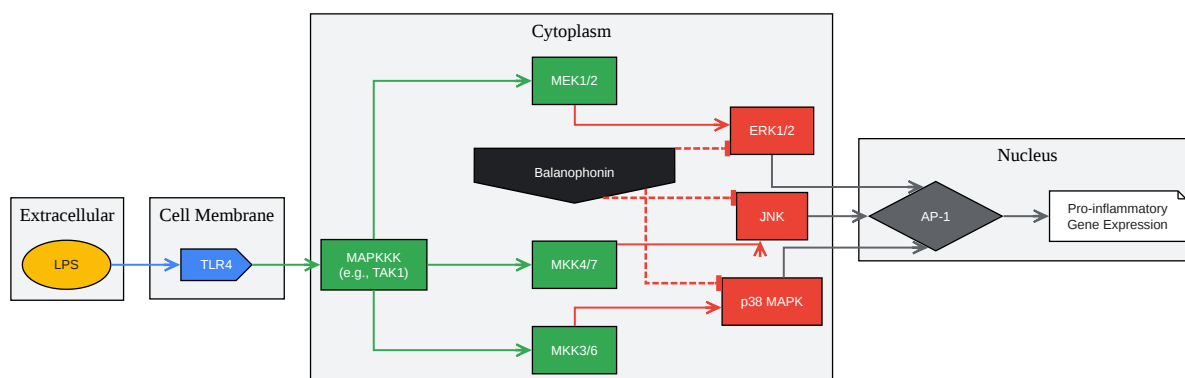 Extracellular
LPS
Cell Membrane
TLR4
Cytoplasm
MAPKKK
(e.g., TAK1)
MEK1/2
Balanophonin
MKK4/7
MKK3/6
ERK1/2
JNK
p38 MAPK
Nucleus
AP-1
Pro-inflammatory
Gene Expression